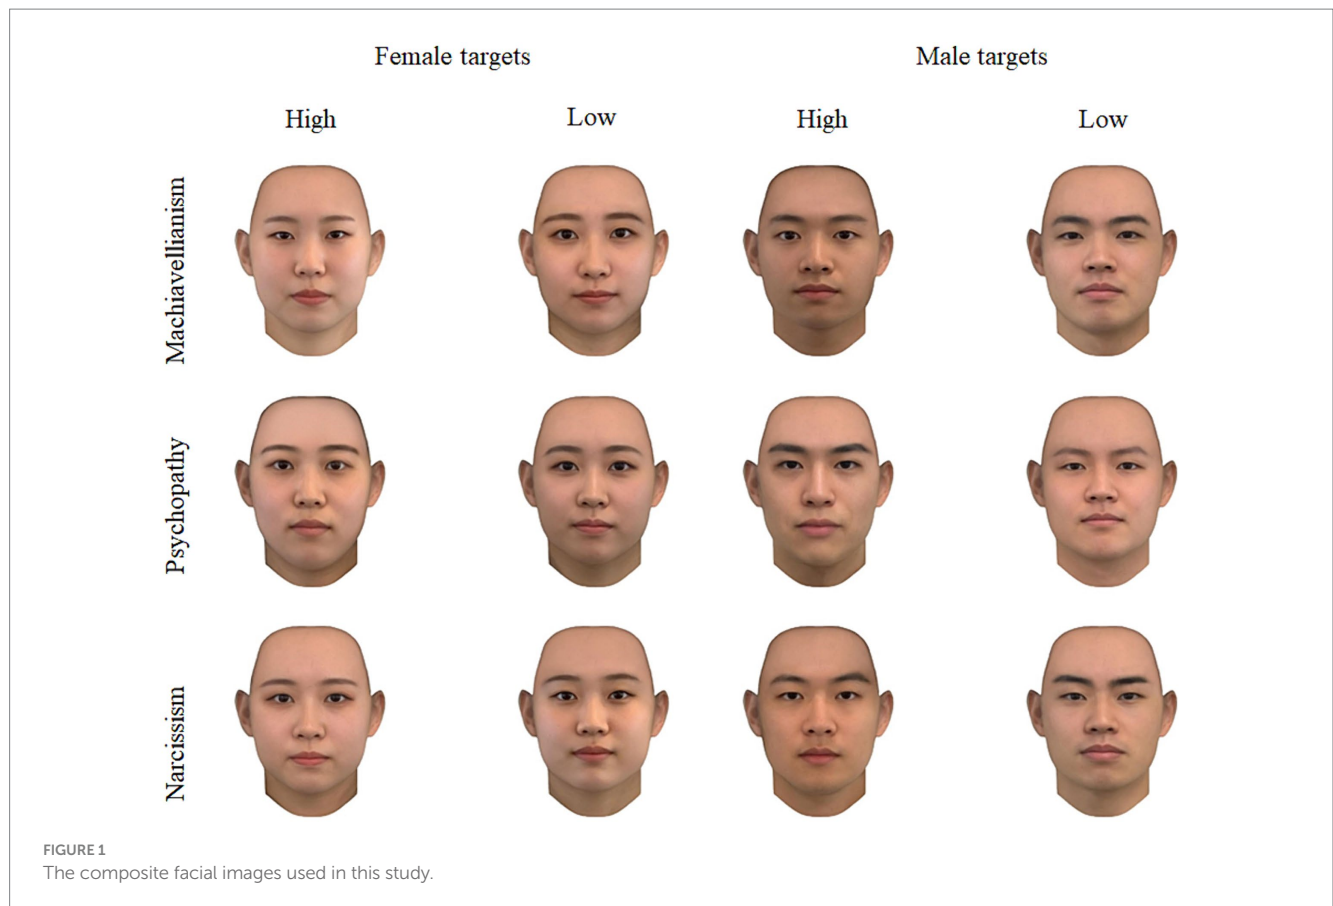 Female targets
Male targets
High
Low
High
Low
Machiavellianism
Psychopathy
Narcissism
FIGURE 1
The composite facial images used in this study.